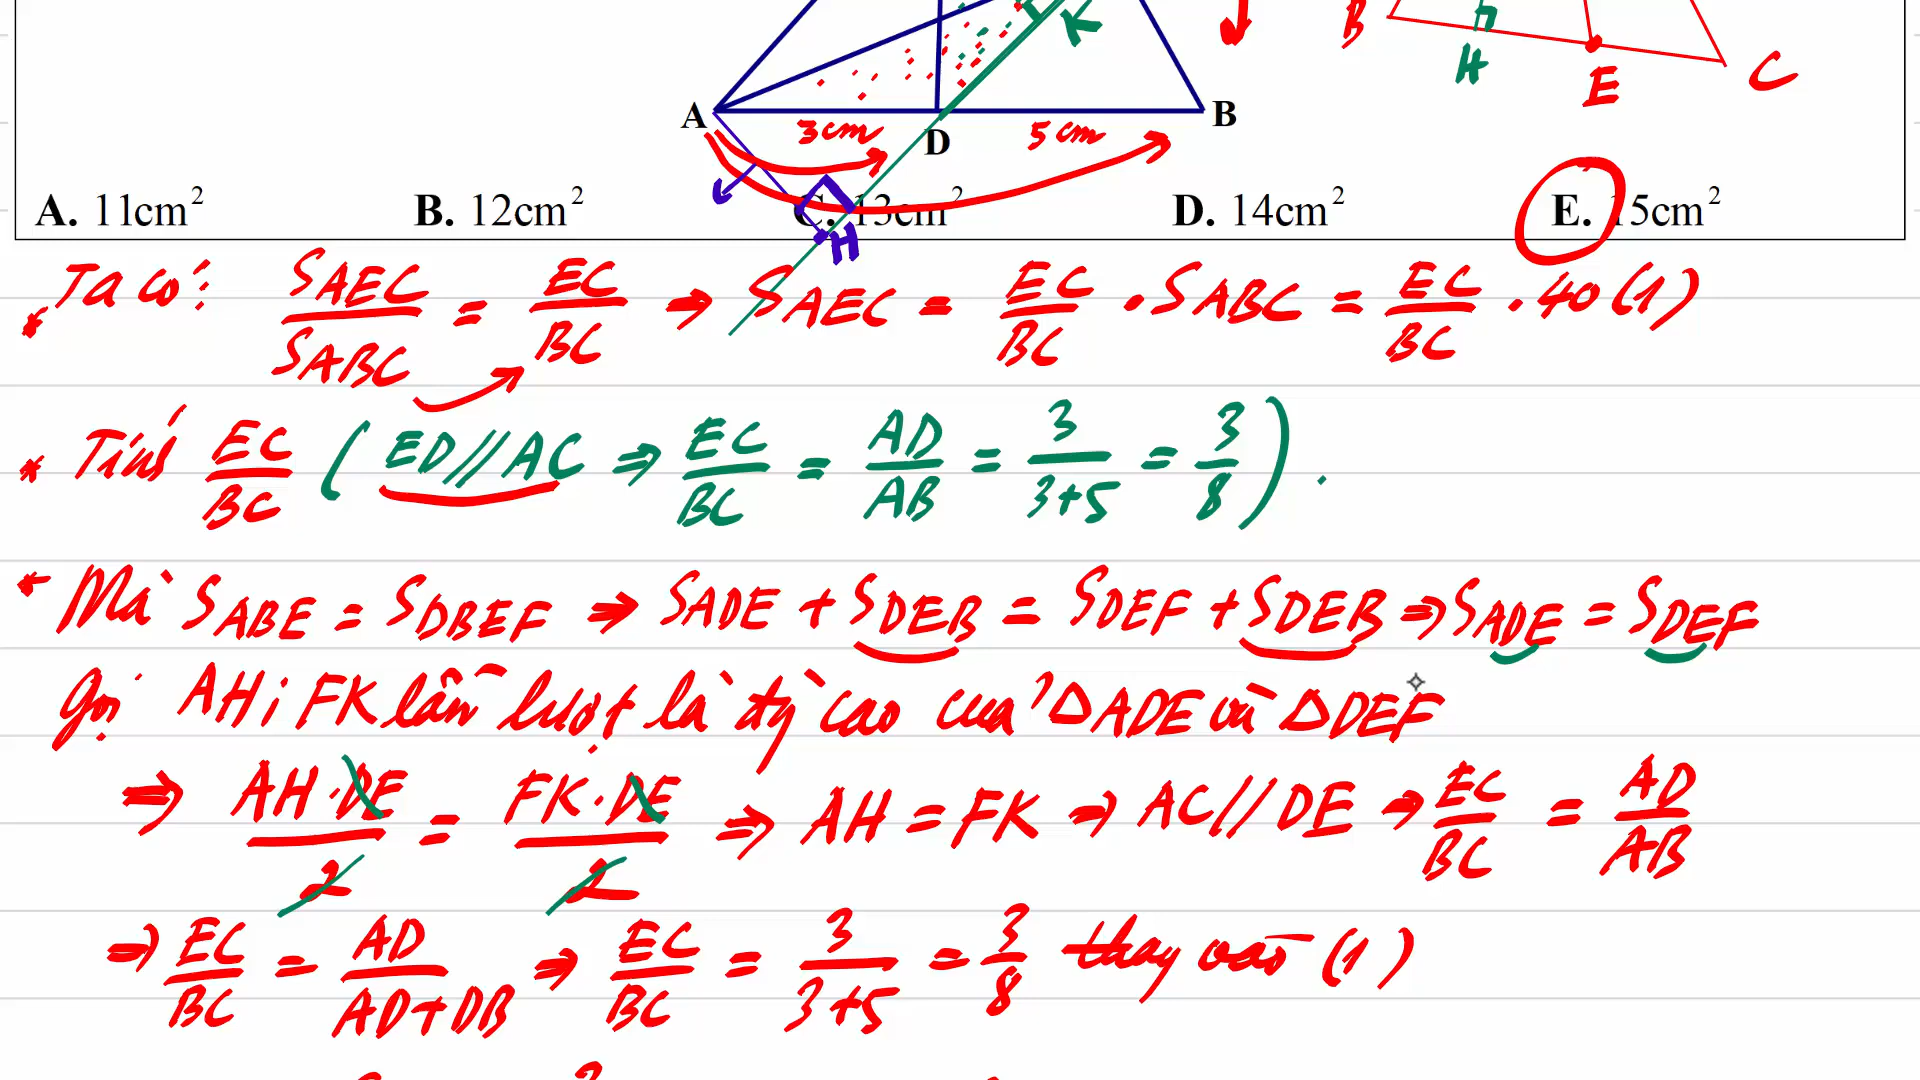 K
B
H
E
C
A
3cm
D
5cm
B
A. 11cm²
B. 12cm²
C. 13cm²
D. 14cm²
E. 15cm²
H
* Ta có: S_AEC / S_ABC = EC / BC ⇒ S_AEC = EC / BC . S_ABC = EC / BC . 40 (1)
* Tính EC / BC ( ED // AC ⇒ EC / BC = AD / AB = 3 / 3+5 = 3 / 8 ) .
* Mà S_ABE = S_DBEF ⇒ S_ADE + S_DEB = S_DEF + S_DEB ⇒ S_ADE = S_DEF
Gọi AH ; FK lần lượt là đg cao của Δ ADE và Δ DEF
⇒ AH . DE / 2 = FK . DE / 2 ⇒ AH = FK ⇒ AC // DE ⇒ EC / BC = AD / AB
⇒ EC / BC = AD / AD+DB ⇒ EC / BC = 3 / 3+5 = 3 / 8 thay vào (1)